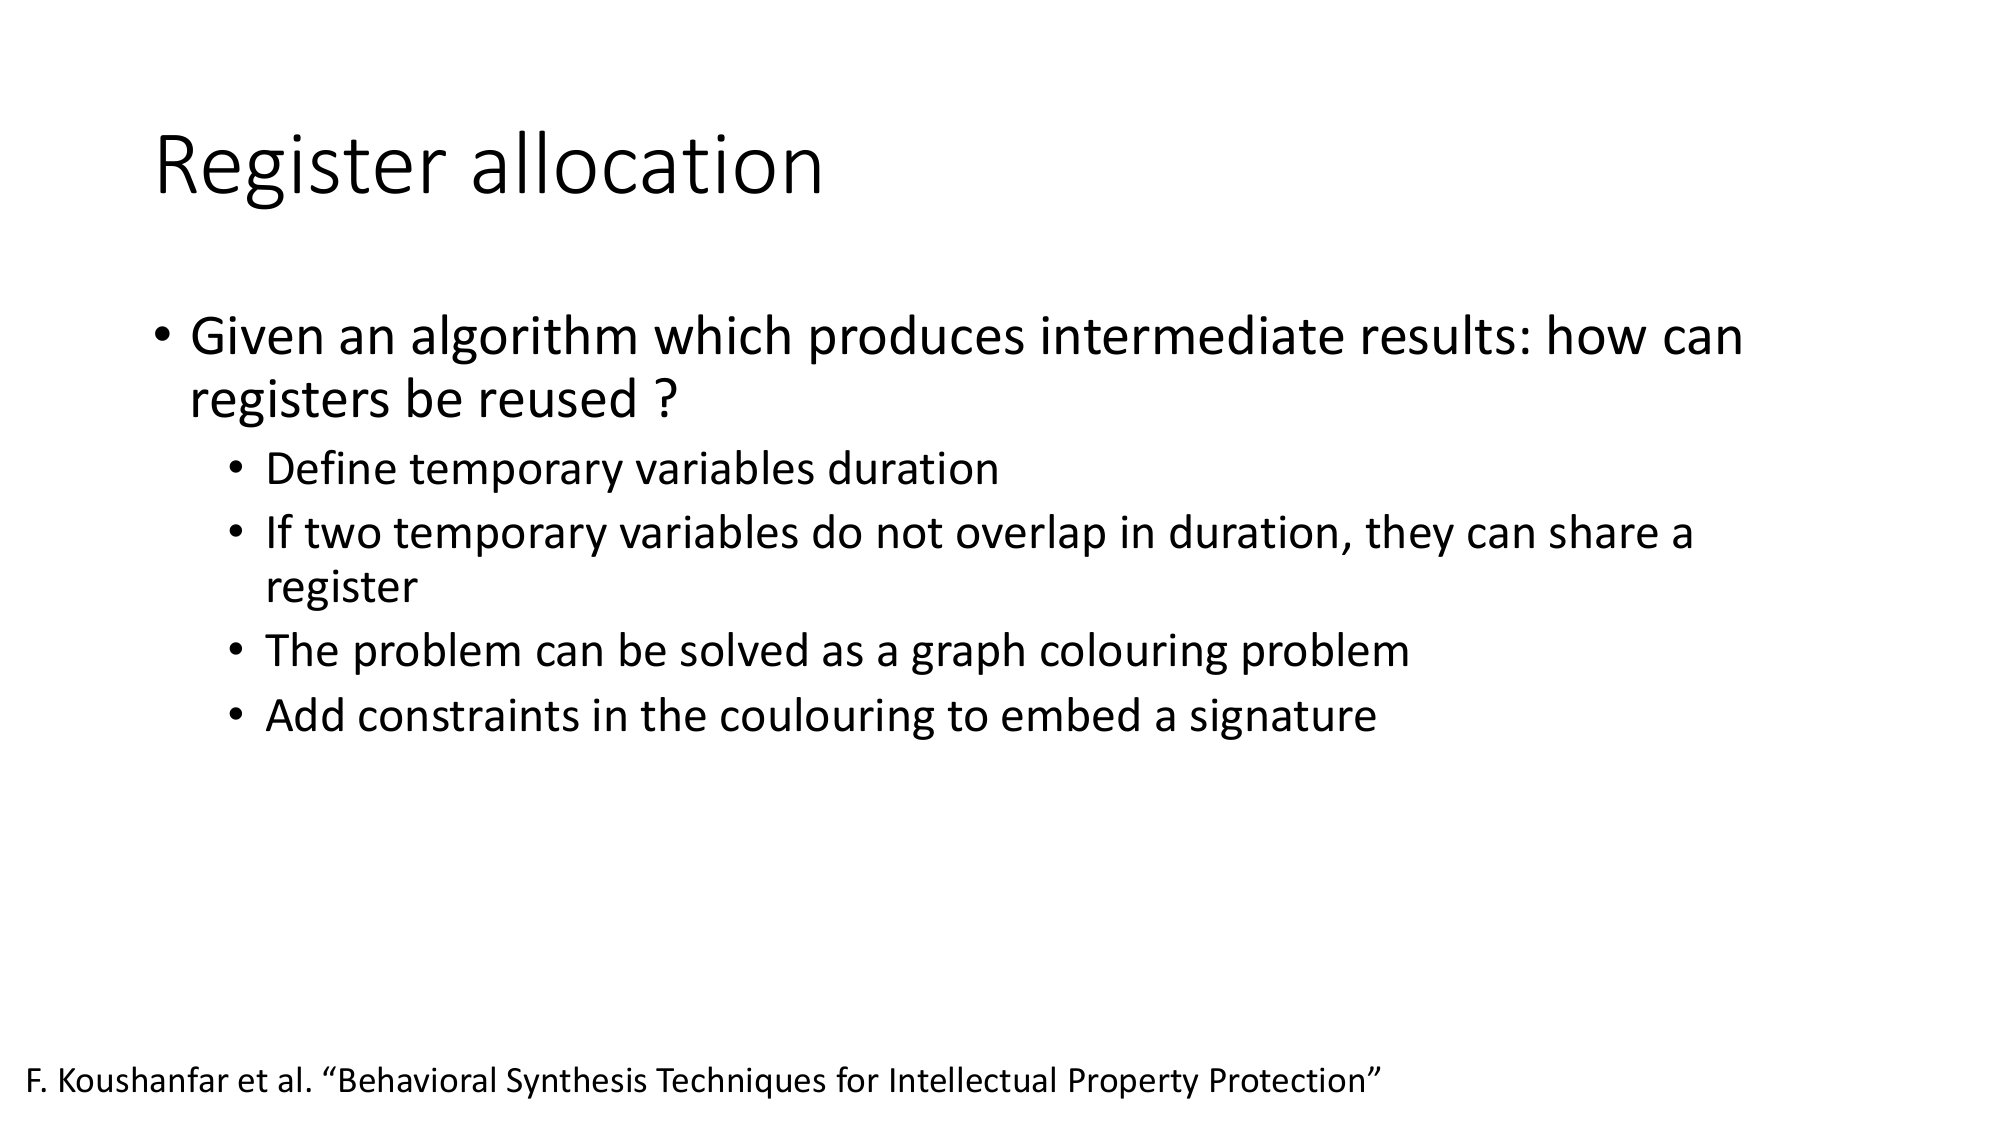 Register allocation
• Given an algorithm which produces intermediate results: how can
registers be reused ?
• Define temporary variables duration
• If two temporary variables do not overlap in duration, they can share a
register
• The problem can be solved as a graph colouring problem
• Add constraints in the coulouring to embed a signature
F. Koushanfar et al. “Behavioral Synthesis Techniques for Intellectual Property Protection”